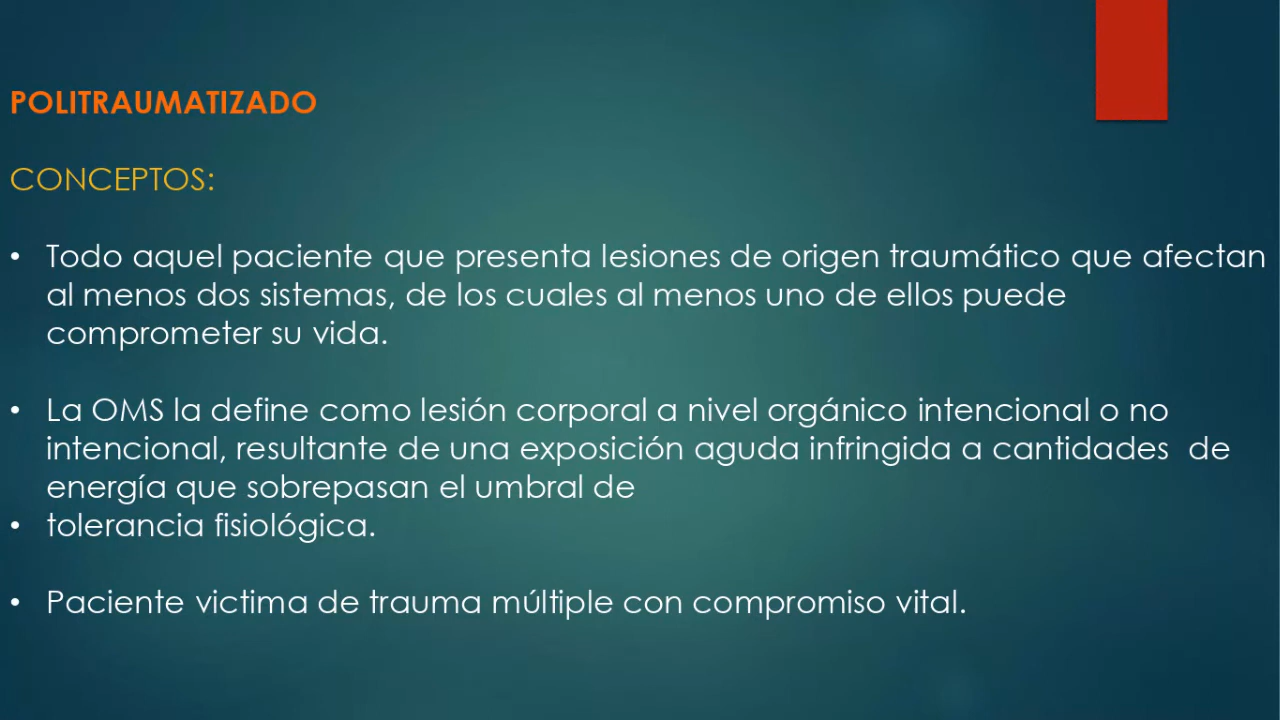 POLITRAUMATIZADO
CONCEPTOS:
• Todo aquel paciente que presenta lesiones de origen traumático que afectan
al menos dos sistemas, de los cuales al menos uno de ellos puede
comprometer su vida.
• La OMS la define como lesión corporal a nivel orgánico intencional o no
intencional, resultante de una exposición aguda infringida a cantidades  de
energía que sobrepasan el umbral de
• tolerancia fisiológica.
• Paciente victima de trauma múltiple con compromiso vital.